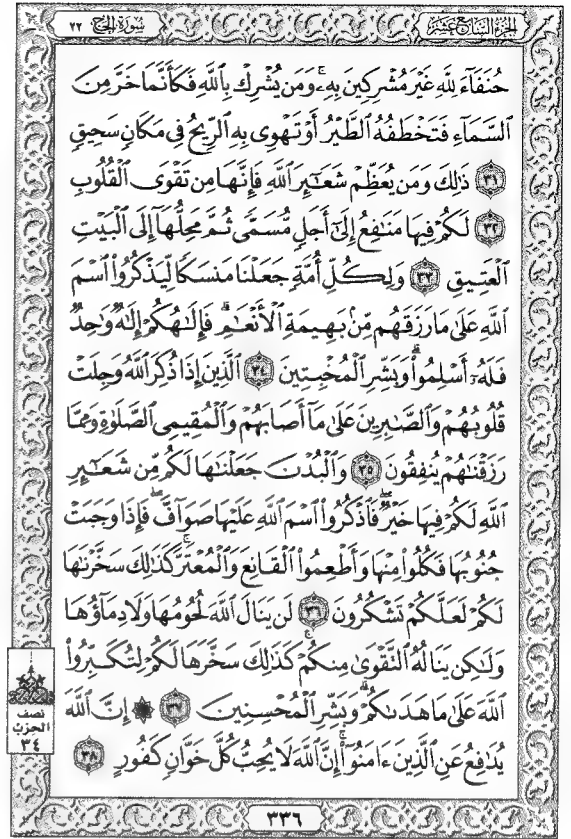 الجزء السابع عشر
سورة الحج ٢٢
حُنَفَآءَ لِلَّهِ غَيْرَ مُشْرِكِينَ بِهِۦۚ وَمَن يُشْرِكْ بِٱللَّهِ فَكَأَنَّمَا خَرَّ مِنَ
ٱلسَّمَآءِ فَتَخْطَفُهُ ٱلطَّيْرُ أَوْ تَهْوِى بِهِ ٱلرِّيحُ فِى مَكَانٍ سَحِيقٍ
٣١ ذَٰلِكَ وَمَن يُعَظِّمْ شَعَٰٓئِرَ ٱللَّهِ فَإِنَّهَا مِن تَقْوَى ٱلْقُلُوبِ
٣٢ لَكُمْ فِيهَا مَنَٰفِعُ إِلَىٰٓ أَجَلٍ مُّسَمًّى ثُمَّ مَحِلُّهَآ إِلَى ٱلْبَيْتِ
ٱلْعَتِيقِ ٣٣ وَلِكُلِّ أُمَّةٍ جَعَلْنَا مَنسَكًا لِّيَذْكُرُوا۟ ٱسْمَ
ٱللَّهِ عَلَىٰ مَا رَزَقَهُم مِّنۢ بَهِيمَةِ ٱلْأَنْعَٰمِۗ فَإِلَٰهُكُمْ إِلَٰهٌ وَٰحِدٌ
فَلَهُۥٓ أَسْلِمُوا۟ۗ وَبَشِّرِ ٱلْمُخْبِتِينَ ٣٤ ٱلَّذِينَ إِذَا ذُكِرَ ٱللَّهُ وَجِلَتْ
قُلُوبُهُمْ وَٱلصَّٰبِرِينَ عَلَىٰ مَآ أَصَابَهُمْ وَٱلْمُقِيمِى ٱلصَّلَوٰةِ وَمِمَّا
رَزَقْنَٰهُمْ يُنفِقُونَ ٣٥ وَٱلْبُدْنَ جَعَلْنَٰهَا لَكُم مِّن شَعَٰٓئِرِ
ٱللَّهِ لَكُمْ فِيهَا خَيْرٌۖ فَٱذْكُرُوا۟ ٱسْمَ ٱللَّهِ عَلَيْهَا صَوَآفَّۖ فَإِذَا وَجَبَتْ
جُنُوبُهَا فَكُلُوا۟ مِنْهَا وَأَطْعِمُوا۟ ٱلْقَانِعَ وَٱلْمُعْتَرَّۚ كَذَٰلِكَ سَخَّرْنَٰهَا
لَكُمْ لَعَلَّكُمْ تَشْكُرُونَ ٣٦ لَن يَنَالَ ٱللَّهَ لُحُومُهَا وَلَا دِمَآؤُهَا
وَلَٰكِن يَنَالُهُ ٱلتَّقْوَىٰ مِنكُمْۚ كَذَٰلِكَ سَخَّرَهَا لَكُمْ لِتُكَبِّرُوا۟
ٱللَّهَ عَلَىٰ مَا هَدَىٰكُمْۗ وَبَشِّرِ ٱلْمُحْسِنِينَ ٣٧ ۞ إِنَّ ٱللَّهَ
يُدَٰفِعُ عَنِ ٱلَّذِينَ ءَامَنُوٓا۟ۗ إِنَّ ٱللَّهَ لَا يُحِبُّ كُلَّ خَوَّانٍ كَفُورٍ ٣٨
نصف
الحزب
٣٤
٣٣٦